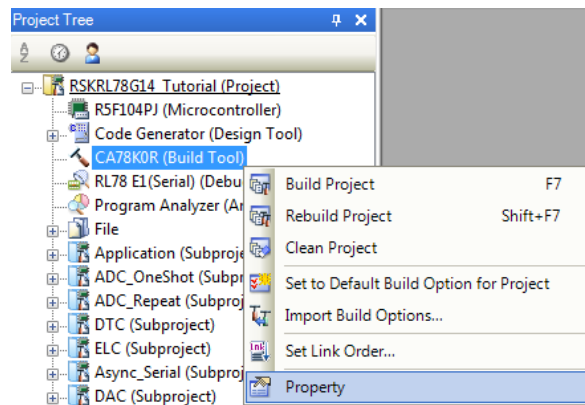 Project Tree
RSKRL78G14_Tutorial (Project)
R5F104PJ (Microcontroller)
Code Generator (Design Tool)
CA78K0R (Build Tool)
RL78 E1(Serial) (Debu
Program Analyzer (An
File
Application (Subproje
ADC_OneShot (Subpr
ADC_Repeat (Subproj
DTC (Subproject)
ELC (Subproject)
Async_Serial (Subproj
DAC (Subproject)
Build Project F7
Rebuild Project Shift+F7
Clean Project
Set to Default Build Option for Project
Import Build Options...
Set Link Order...
Property